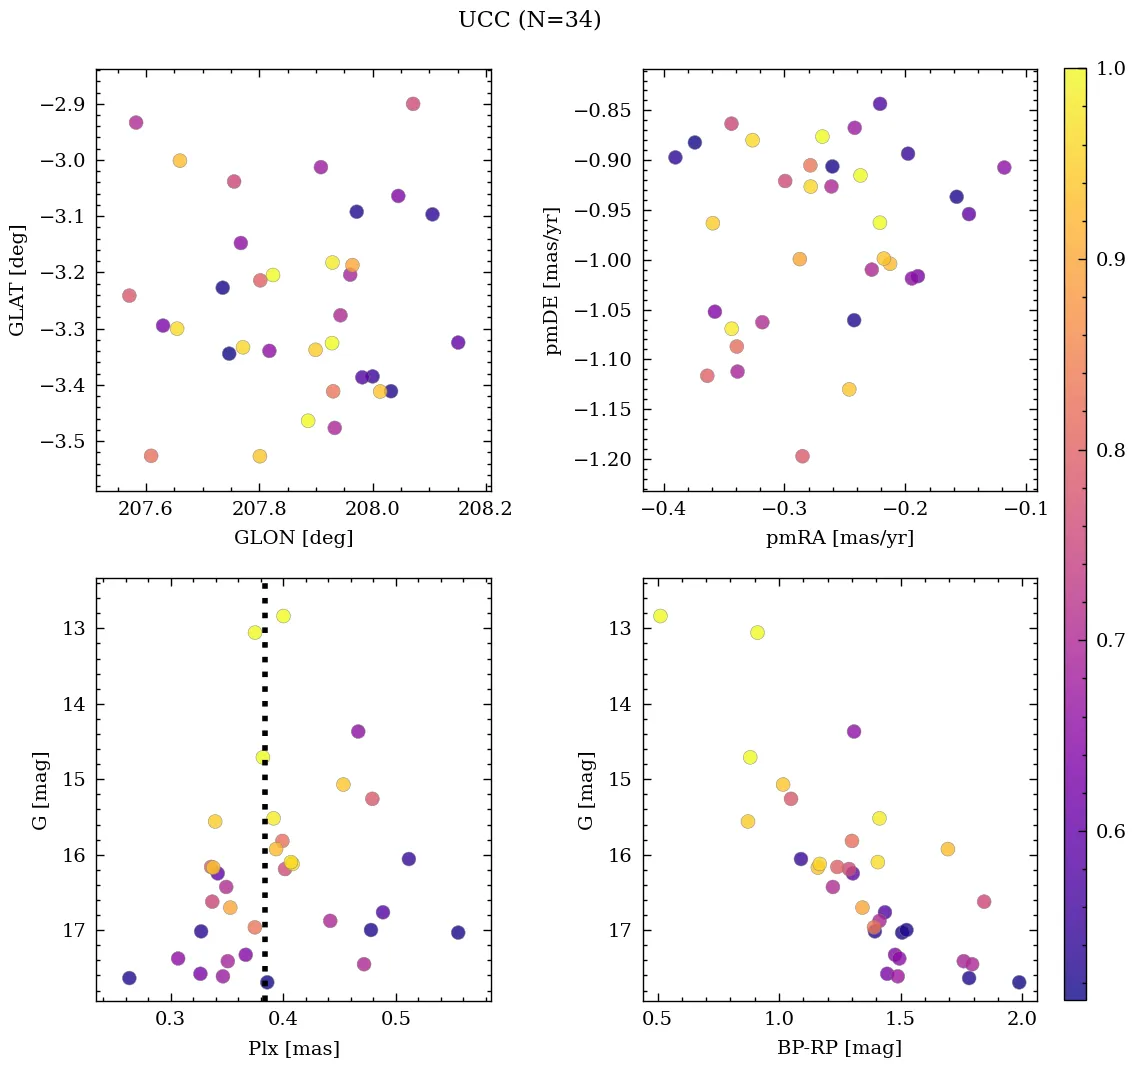 UCC (N=34)
−2.9
−3.0
−3.1
−3.2
−3.3
−3.4
−3.5
GLAT [deg]
207.6 207.8 208.0 208.2
GLON [deg]
−0.85
−0.90
−0.95
−1.00
−1.05
−1.10
−1.15
−1.20
pmDE [mas/yr]
−0.4 −0.3 −0.2 −0.1
pmRA [mas/yr]
13
14
15
16
17
G [mag]
0.3 0.4 0.5
Plx [mas]
13
14
15
16
17
G [mag]
0.5 1.0 1.5 2.0
BP-RP [mag]
1.0
0.9
0.8
0.7
0.6